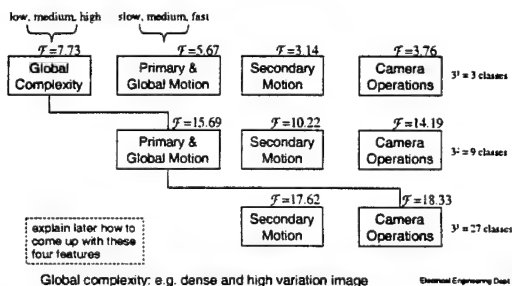 low, medium, high slow, medium, fast
ℱ=7.73 ℱ=5.67 ℱ=3.14 ℱ=3.76
Global Complexity Primary & Global Motion Secondary Motion Camera Operations 3¹ = 3 classes
ℱ=15.69 ℱ=10.22 ℱ=14.19
Primary & Global Motion Secondary Motion Camera Operations 3² = 9 classes
ℱ=17.62 ℱ=18.33
Secondary Motion Camera Operations 3³ = 27 classes
explain later how to
come up with these
four features
Global complexity: e.g. dense and high variation image
Electrical Engineering Dept